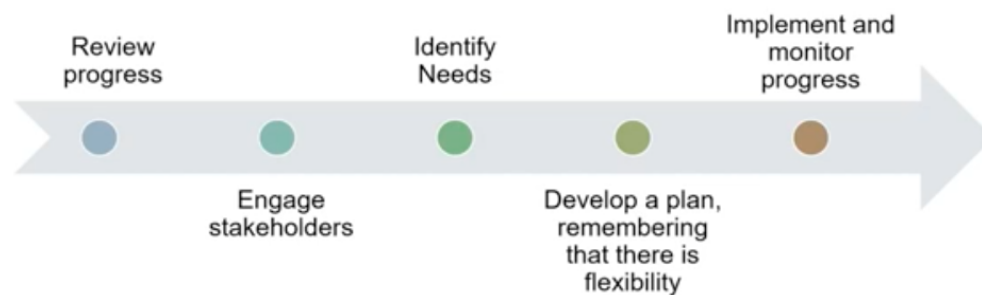 Review
progress
Engage
stakeholders
Identify
Needs
Develop a plan,
remembering
that there is
flexibility
Implement and
monitor
progress